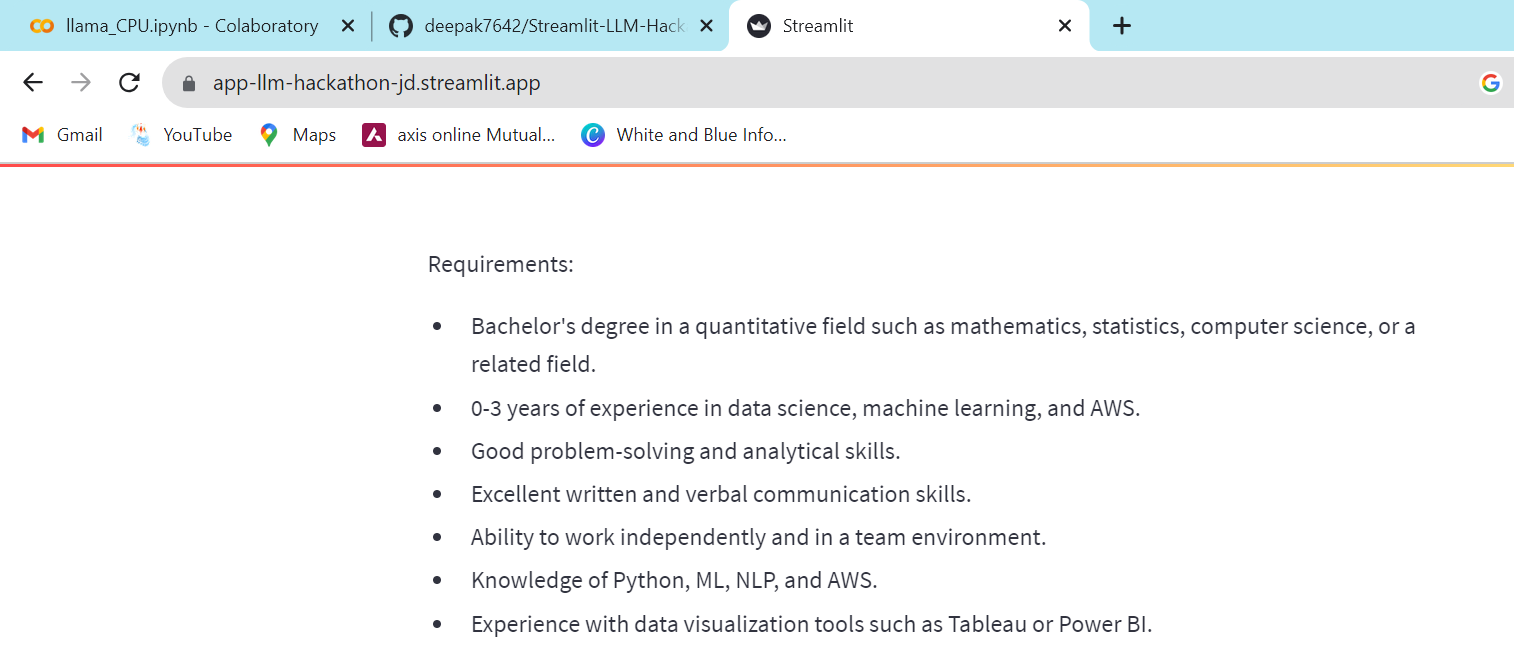 llama_CPU.ipynb - Colaboratory
deepak7642/Streamlit-LLM-Hack
Streamlit
app-llm-hackathon-jd.streamlit.app
Gmail
YouTube
Maps
axis online Mutual...
White and Blue Info...
Requirements:
Bachelor's degree in a quantitative field such as mathematics, statistics, computer science, or a
related field.
0-3 years of experience in data science, machine learning, and AWS.
Good problem-solving and analytical skills.
Excellent written and verbal communication skills.
Ability to work independently and in a team environment.
Knowledge of Python, ML, NLP, and AWS.
Experience with data visualization tools such as Tableau or Power BI.